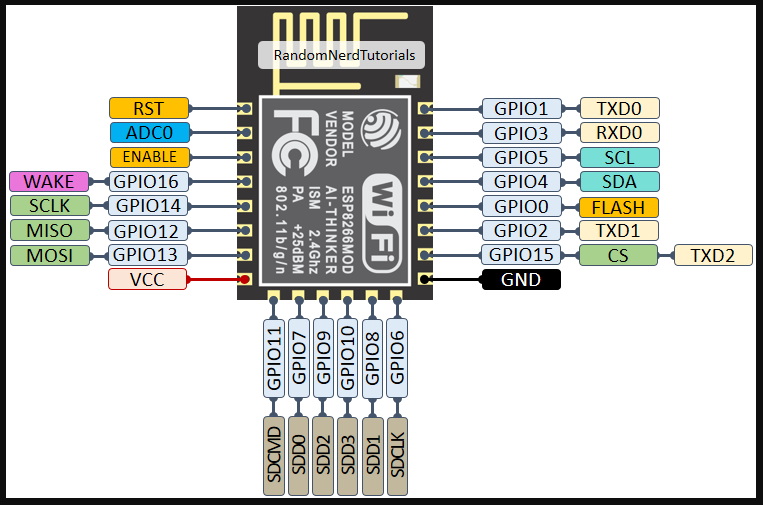 RandomNerdTutorials
RST
ADC0
ENABLE
WAKE GPIO16
SCLK GPIO14
MISO GPIO12
MOSI GPIO13
VCC
FC
MODEL
VENDOR
ESP8266MOD
AI-THINKER
ISM 2.4Ghz
PA +25dBM
802.11b/g/n
WiFi
GPIO1 TXD0
GPIO3 RXD0
GPIO5 SCL
GPIO4 SDA
GPIO0 FLASH
GPIO2 TXD1
GPIO15 CS TXD2
GND
GPIO11 SDCMD
GPIO7 SDD0
GPIO9 SDD2
GPIO10 SDD3
GPIO8 SDD1
GPIO6 SDCLK